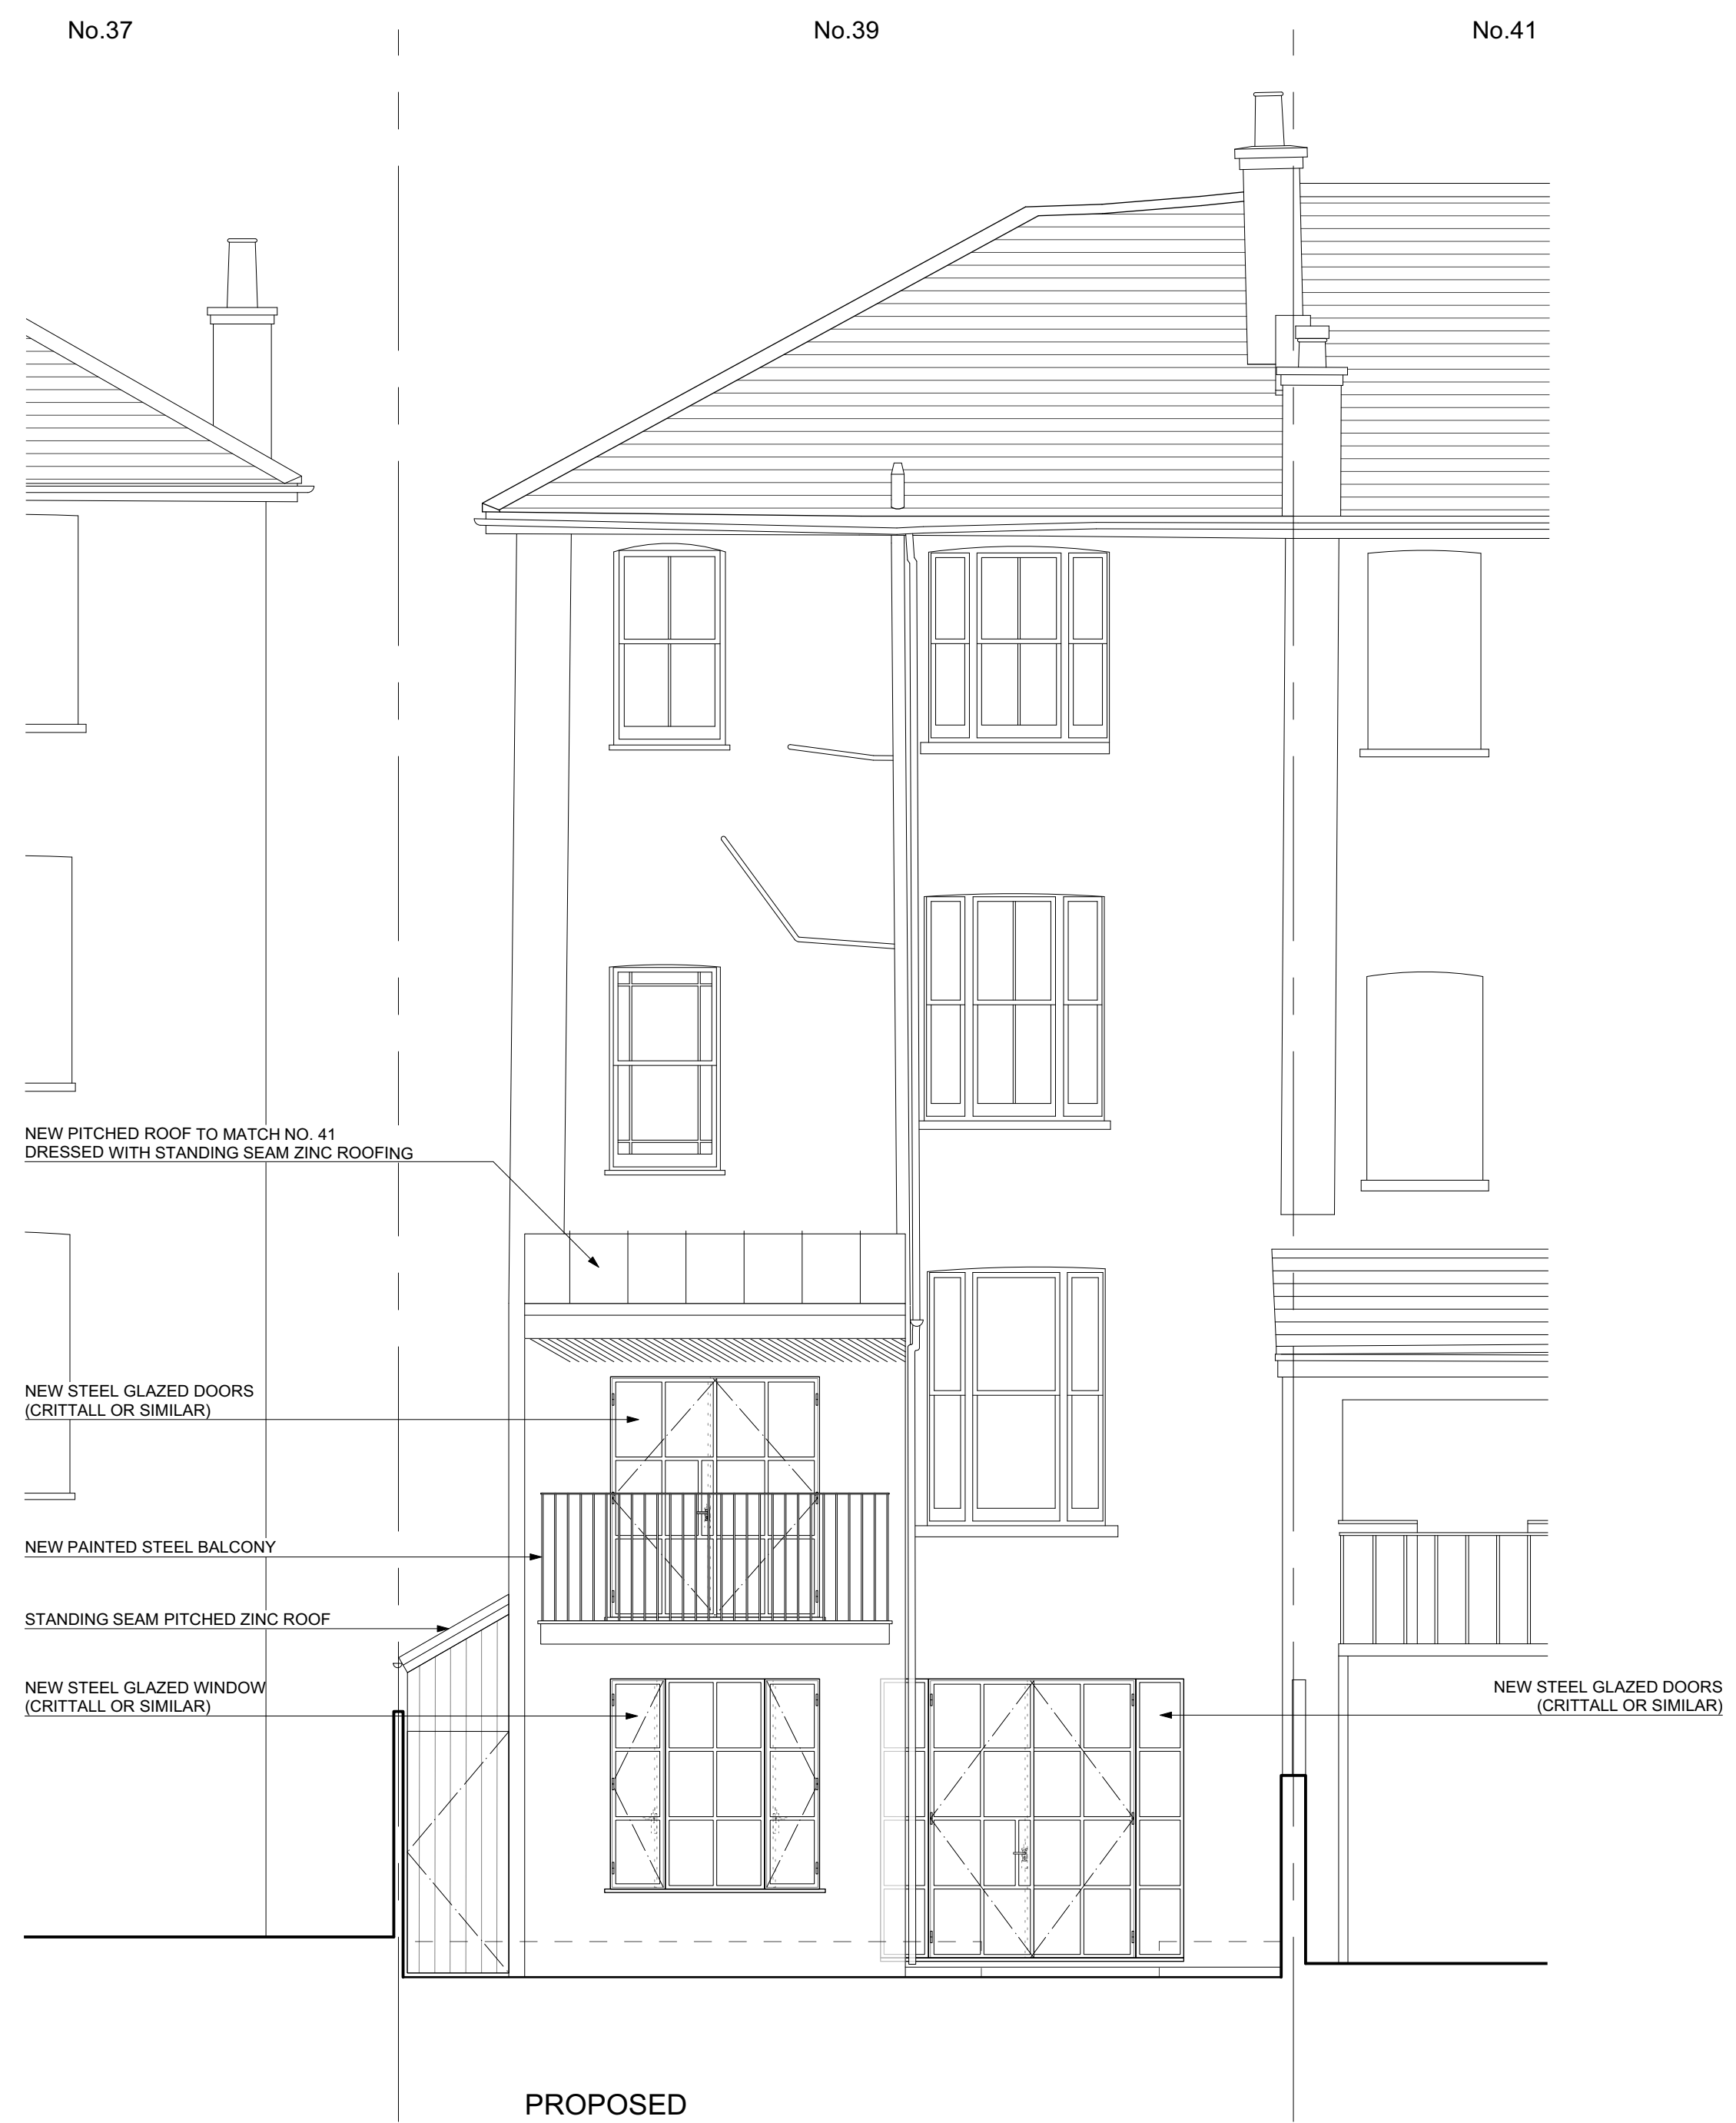 No.37
No.39
No.41
NEW PITCHED ROOF TO MATCH NO. 41
DRESSED WITH STANDING SEAM ZINC ROOFING
NEW STEEL GLAZED DOORS
(CRITTALL OR SIMILAR)
NEW PAINTED STEEL BALCONY
STANDING SEAM PITCHED ZINC ROOF
NEW STEEL GLAZED WINDOW
(CRITTALL OR SIMILAR)
NEW STEEL GLAZED DOORS
(CRITTALL OR SIMILAR)
PROPOSED